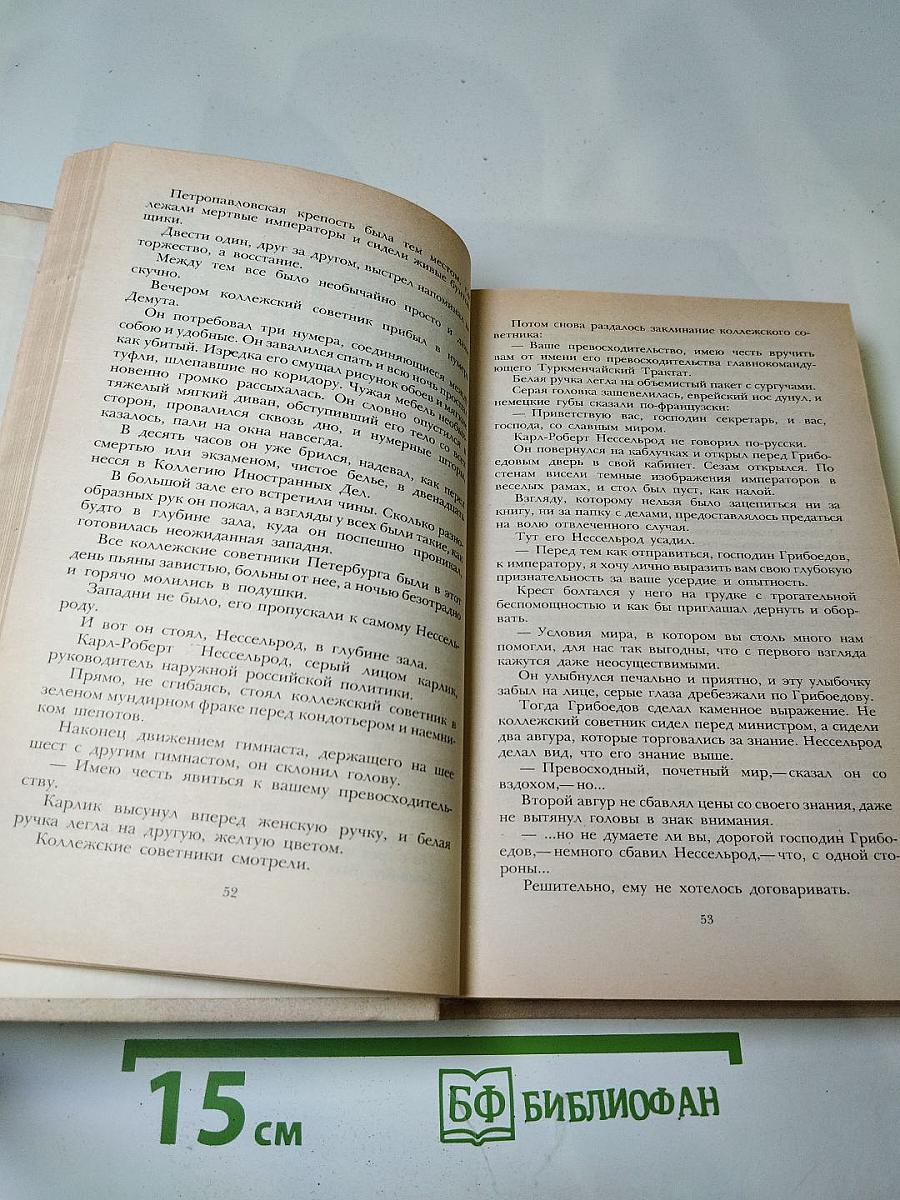 Петропавловская крепость была тем местом,
лежали мертвые императоры и сидели живые бунтов-
щики.
Двести один, друг за другом, выстрел напоминал
торжество, а восстание.
Между тем все было необычайно просто и даже
скучно.
Вечером коллежский советник прибыл в нумера
Демута.
Он потребовал три нумера, соединяющиеся между
собою и удобные. Он завалился спать и всю ночь проспал
как убитый. Изредка его смущал рисунок обоев и мягкие
туфли, шлепавшие по коридору. Чужая мебель необык-
новенно громко рассыхалась. Он словно опустился в
тяжелый мягкий диван, обступивший его тело со всех
сторон, провалился сквозь дно, и нумерные шторы,
казалось, пали на окна навсегда.
В десять часов он уже брился, надевал, как перед
смертью или экзаменом, чистое белье, в двенадцать
несся в Коллегию Иностранных Дел.
В большой зале его встретили чины. Сколько разно-
образных рук он пожал, а взгляды у всех были такие, как
будто в глубине зала, куда он поспешно проникал,
готовилась неожиданная западня.
Все коллежские советники Петербурга были в этот
день пьяны завистью, больны от нее, а ночью безотрадно
и горячо молились в подушки.
Западни не было, его пропускали к самому Нессель-
роду.
И вот он стоял, Нессельрод, в глубине зала.
Карл-Роберт Нессельрод, серый лицом карлик,
руководитель наружной российской политики.
Прямо, не сгибаясь, стоял коллежский советник в
зеленом мундирном фраке перед кондотьером и наемни-
ком шепотов.
Наконец движением гимнаста, держащего на шее
шест с другим гимнастом, он склонил голову.
— Имею честь явиться к вашему превосходитель-
ству.
Карлик высунул вперед женскую ручку, и белая
ручка легла на другую, желтую цветом.
Коллежские советники смотрели.
52
Потом снова раздалось заклинание коллежского со-
ветника:
— Ваше превосходительство, имею честь вручить
вам от имени его превосходительства главнокоманду-
ющего Туркменчайский Трактат.
Белая ручка легла на объемистый пакет с сургучами.
Серая головка зашевелилась, еврейский нос дунул, и
немецкие губы сказали по-французски:
— Приветствую вас, господин секретарь, и вас,
господа, со славным миром.
Карл-Роберт Нессельрод не говорил по-русски.
Он повернулся на каблучках и открыл перед Грибо-
едовым дверь в свой кабинет. Сезам открылся. По
стенам висели темные изображения императоров в
веселых рамах, и стол был пуст, как налой.
Взгляду, которому нельзя было зацепиться ни за
книгу, ни за папку с делами, предоставлялось предаться
на волю отвлеченного случая.
Тут его Нессельрод усадил.
— Перед тем как отправиться, господин Грибоедов,
к императору, я хочу лично выразить вам свою глубокую
признательность за ваше усердие и опытность.
Крест болтался у него на грудке с трогательной
беспомощностью и как бы приглашал дернуть и обор-
вать.
— Условия мира, в котором вы столь много нам
помогли, для нас так выгодны, что с первого взгляда
кажутся даже неосуществимыми.
Он улыбнулся печально и приятно, и эту улыбочку
забыл на лице, серые глаза дребезжали по Грибоедову.
Тогда Грибоедов сделал каменное выражение. Не
коллежский советник сидел перед министром, а сидели
два авгура, которые торговались за знание. Нессельрод
делал вид, что его знание выше.
— Превосходный, почетный мир,— сказал он со
вздохом,— но...
Второй авгур не сбавлял цены со своего знания, даже
не вытянул головы в знак внимания.
— ...но не думаете ли вы, дорогой господин Грибо-
едов,— немного сбавил Нессельрод,— что, с одной сто-
роны...
Решительно, ему не хотелось договаривать.
53
15 см
БФ БИБЛИОФАН